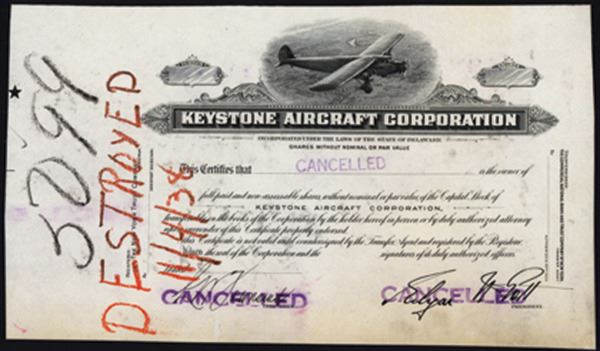 5099
DESTROYED
11/9/38
KEYSTONE AIRCRAFT CORPORATION
INCORPORATED UNDER THE LAWS OF THE STATE OF DELAWARE
SHARES WITHOUT NOMINAL OR PAR VALUE
This Certifies that CANCELLED is the owner of
full paid and non-assessable shares, without nominal or par value, of the Capital Stock of
KEYSTONE AIRCRAFT CORPORATION,
transferable on the books of the Corporation by the holder hereof in person or by duly authorized attorney
upon surrender of this Certificate properly endorsed.
This Certificate is not valid until countersigned by the Transfer Agent and registered by the Registrar.
Witness the seal of the Corporation and the signatures of its duly authorized officers.
CANCELLED CANCELLED
PRESIDENT.